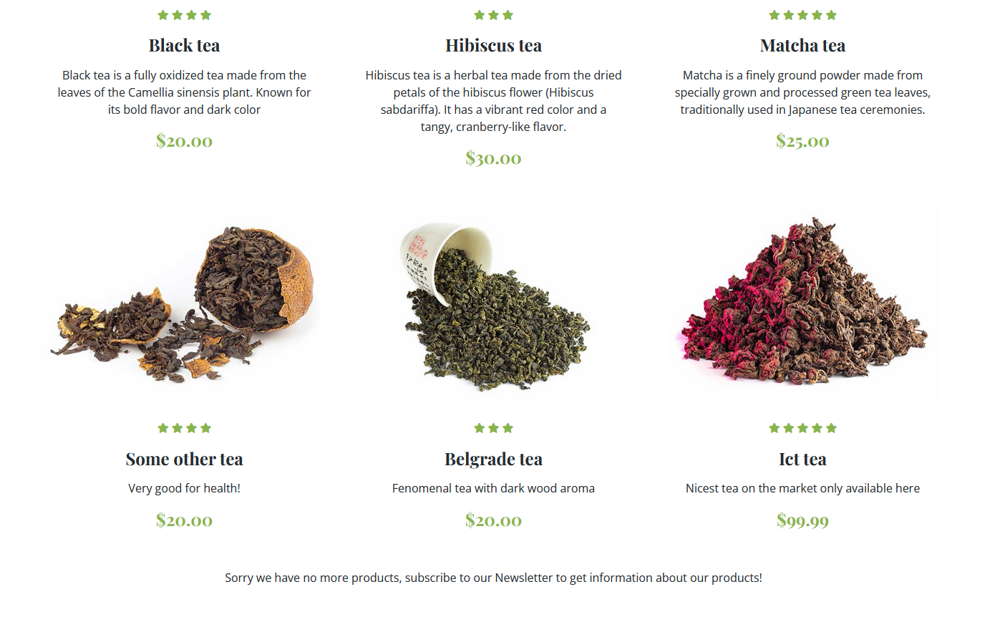 Black tea
Black tea is a fully oxidized tea made from the
leaves of the Camellia sinensis plant. Known for
its bold flavor and dark color
$20.00
Hibiscus tea
Hibiscus tea is a herbal tea made from the dried
petals of the hibiscus flower (Hibiscus
sabdariffa). It has a vibrant red color and a
tangy, cranberry-like flavor.
$30.00
Matcha tea
Matcha is a finely ground powder made from
specially grown and processed green tea leaves,
traditionally used in Japanese tea ceremonies.
$25.00
Some other tea
Very good for health!
$20.00
Belgrade tea
Fenomenal tea with dark wood aroma
$20.00
Ict tea
Nicest tea on the market only available here
$99.99
Sorry we have no more products, subscribe to our Newsletter to get information about our products!